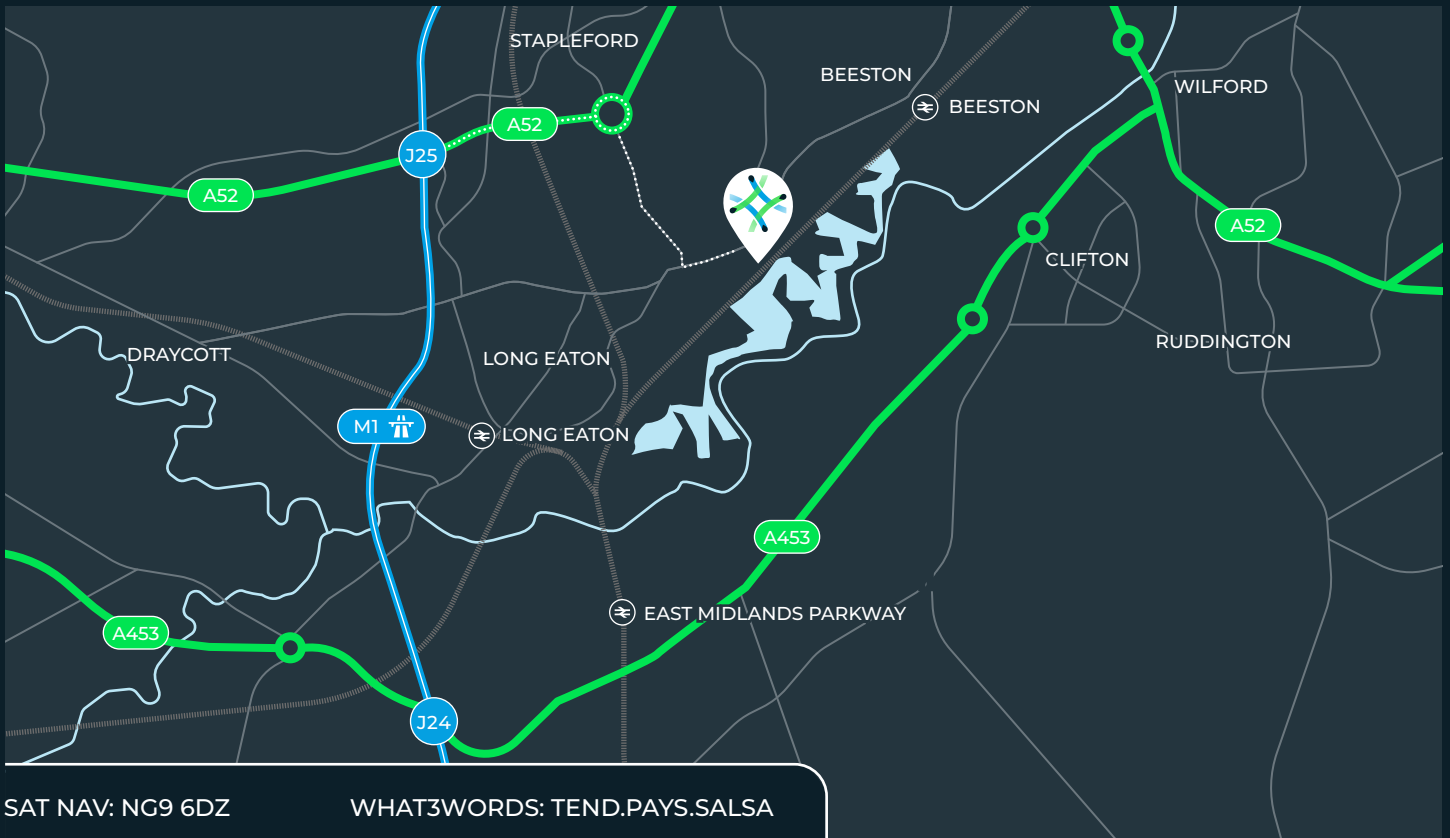 STAPLEFORD
BEESTON
BEESTON
WILFORD
A52
J25
A52
A52
CLIFTON
RUDDINGTON
DRAYCOTT
LONG EATON
M1
LONG EATON
A453
EAST MIDLANDS PARKWAY
A453
J24
SAT NAV: NG9 6DZ
WHAT3WORDS: TEND.PAYS.SALSA